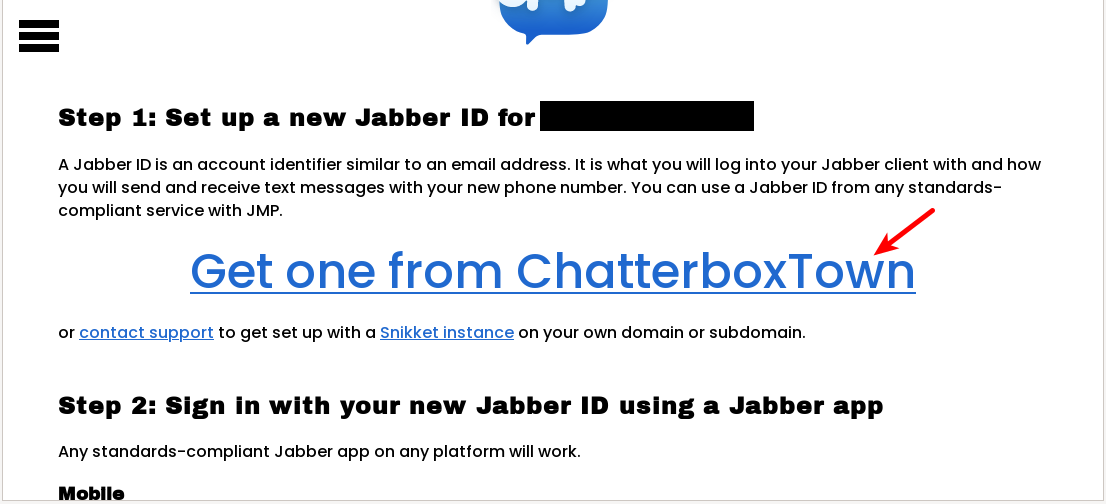 Step 1: Set up a new Jabber ID for
A Jabber ID is an account identifier similar to an email address. It is what you will log into your Jabber client with and how
you will send and receive text messages with your new phone number. You can use a Jabber ID from any standards-
compliant service with JMP.
Get one from ChatterboxTown
or contact support to get set up with a Snikket instance on your own domain or subdomain.
Step 2: Sign in with your new Jabber ID using a Jabber app
Any standards-compliant Jabber app on any platform will work.
Mobile